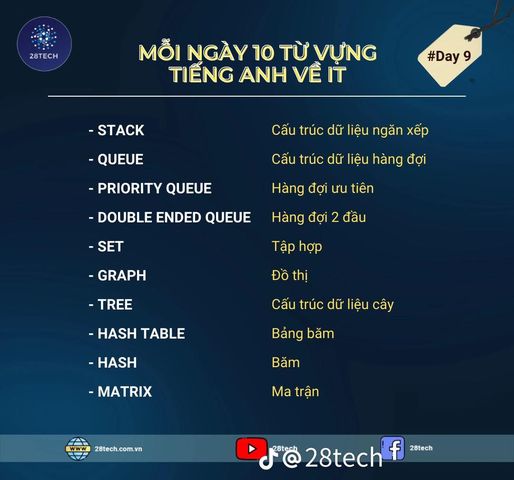 28TECH
MỖI NGÀY 10 TỪ VỰNG
TIẾNG ANH VỀ IT
#Day 9
- STACK Cấu trúc dữ liệu ngăn xếp
- QUEUE Cấu trúc dữ liệu hàng đợi
- PRIORITY QUEUE Hàng đợi ưu tiên
- DOUBLE ENDED QUEUE Hàng đợi 2 đầu
- SET Tập hợp
- GRAPH Đồ thị
- TREE Cấu trúc dữ liệu cây
- HASH TABLE Bảng băm
- HASH Băm
- MATRIX Ma trận
WWW 28tech.com.vn 28tech 28tech
@28tech